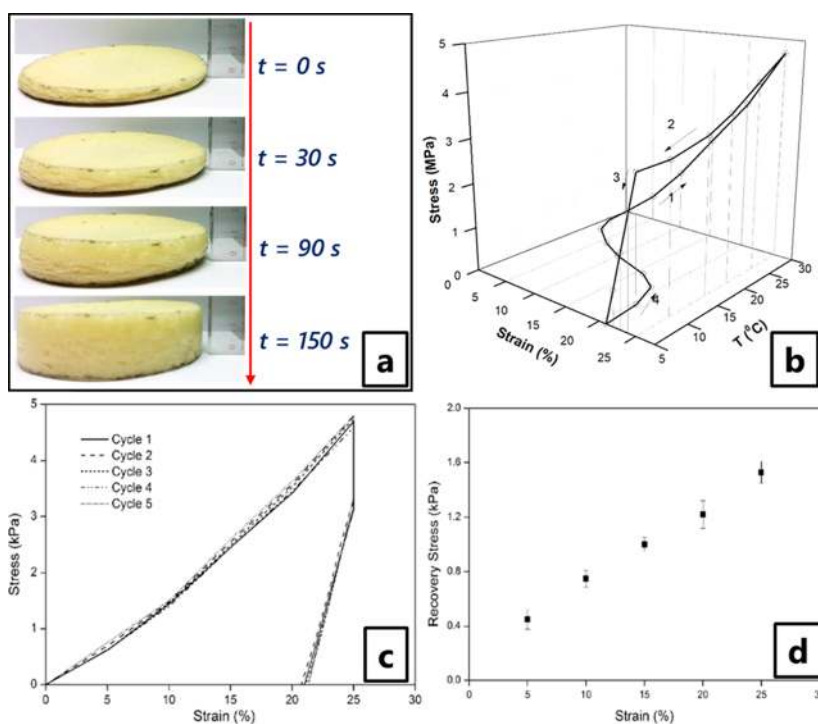 t = 0 s
t = 30 s
t = 90 s
t = 150 s
a
5
4
3
2
1
0
Stress (MPa)
0
5
10
15
20
25
Strain (%)
5
10
15
20
25
30
T (°C)
1
2
3
4
b
5
4
3
2
1
0
Stress (kPa)
Cycle 1
Cycle 2
Cycle 3
Cycle 4
Cycle 5
0
5
10
15
20
25
30
Strain (%)
c
2.0
1.6
1.2
0.8
0.4
0.0
Recovery Stress (kPa)
5
10
15
20
25
30
Strain (%)
d